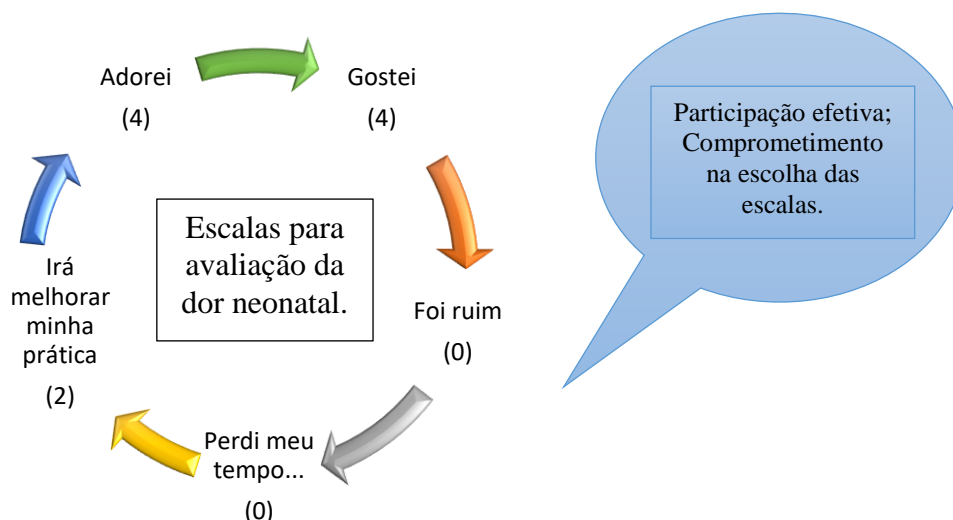 Adorei
(4)
Gostei
(4)
Foi ruim
(0)
Perdi meu
tempo...
(0)
Irá
melhorar
minha
prática
(2)
Escalas para
avaliação da
dor neonatal.
Participação efetiva;
Comprometimento
na escolha das
escalas.